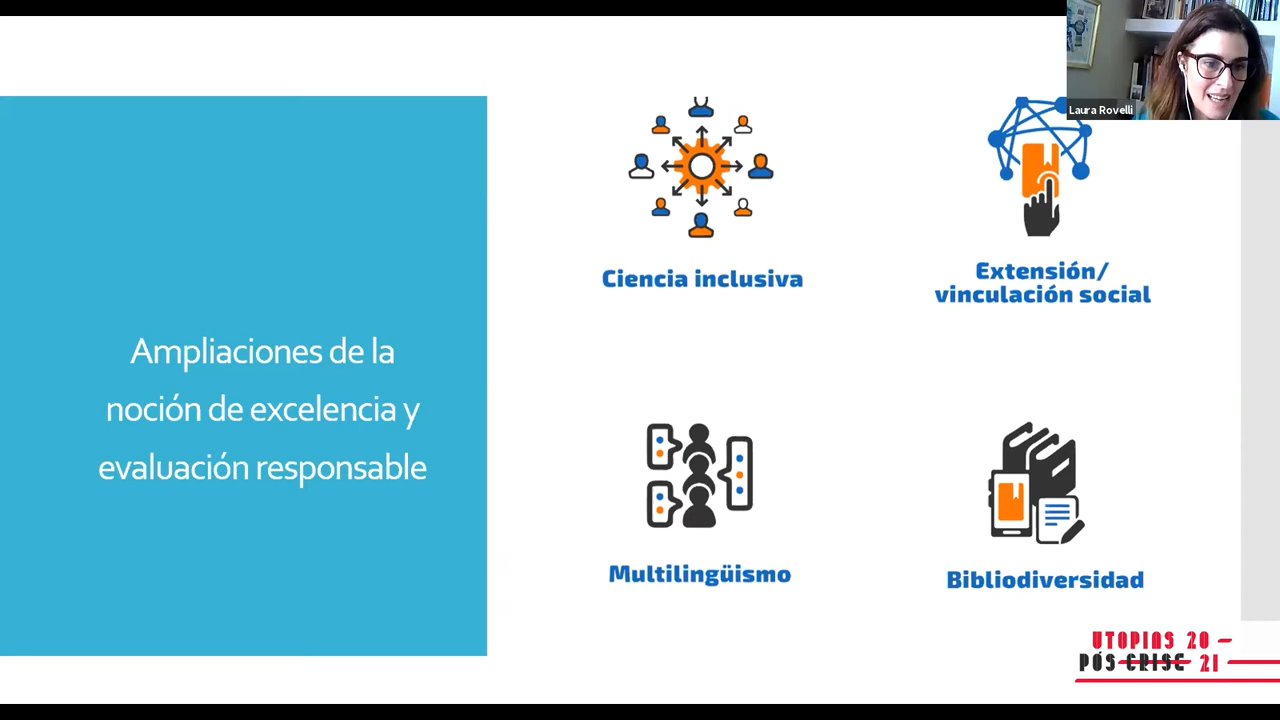 Laura Rovelli
Ampliaciones de la
noción de excelencia y
evaluación responsable
Ciencia inclusiva
Extensión/
vinculación social
Multilingüismo
Bibliodiversidad
UTOPIAS 20
PÓS CRISE 21